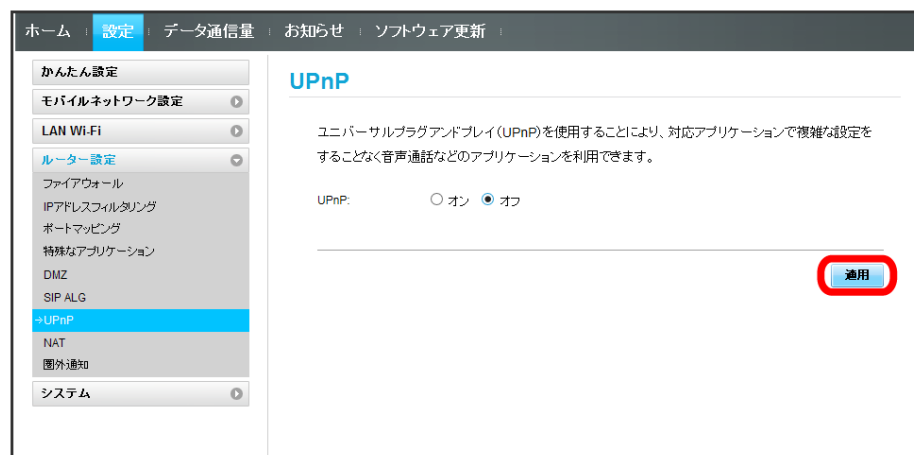 ホーム 設定 データ通信量 お知らせ ソフトウェア更新
かんたん設定
モバイルネットワーク設定
LAN Wi-Fi
ルーター設定
ファイアウォール
IPアドレスフィルタリング
ポートマッピング
特殊なアプリケーション
DMZ
SIP ALG
→UPnP
NAT
圏外通知
システム
UPnP
ユニバーサルプラグアンドプレイ(UPnP)を使用することにより、対応アプリケーションで複雑な設定を
することなく音声通話などのアプリケーションを利用できます。
UPnP: オン オフ
適用